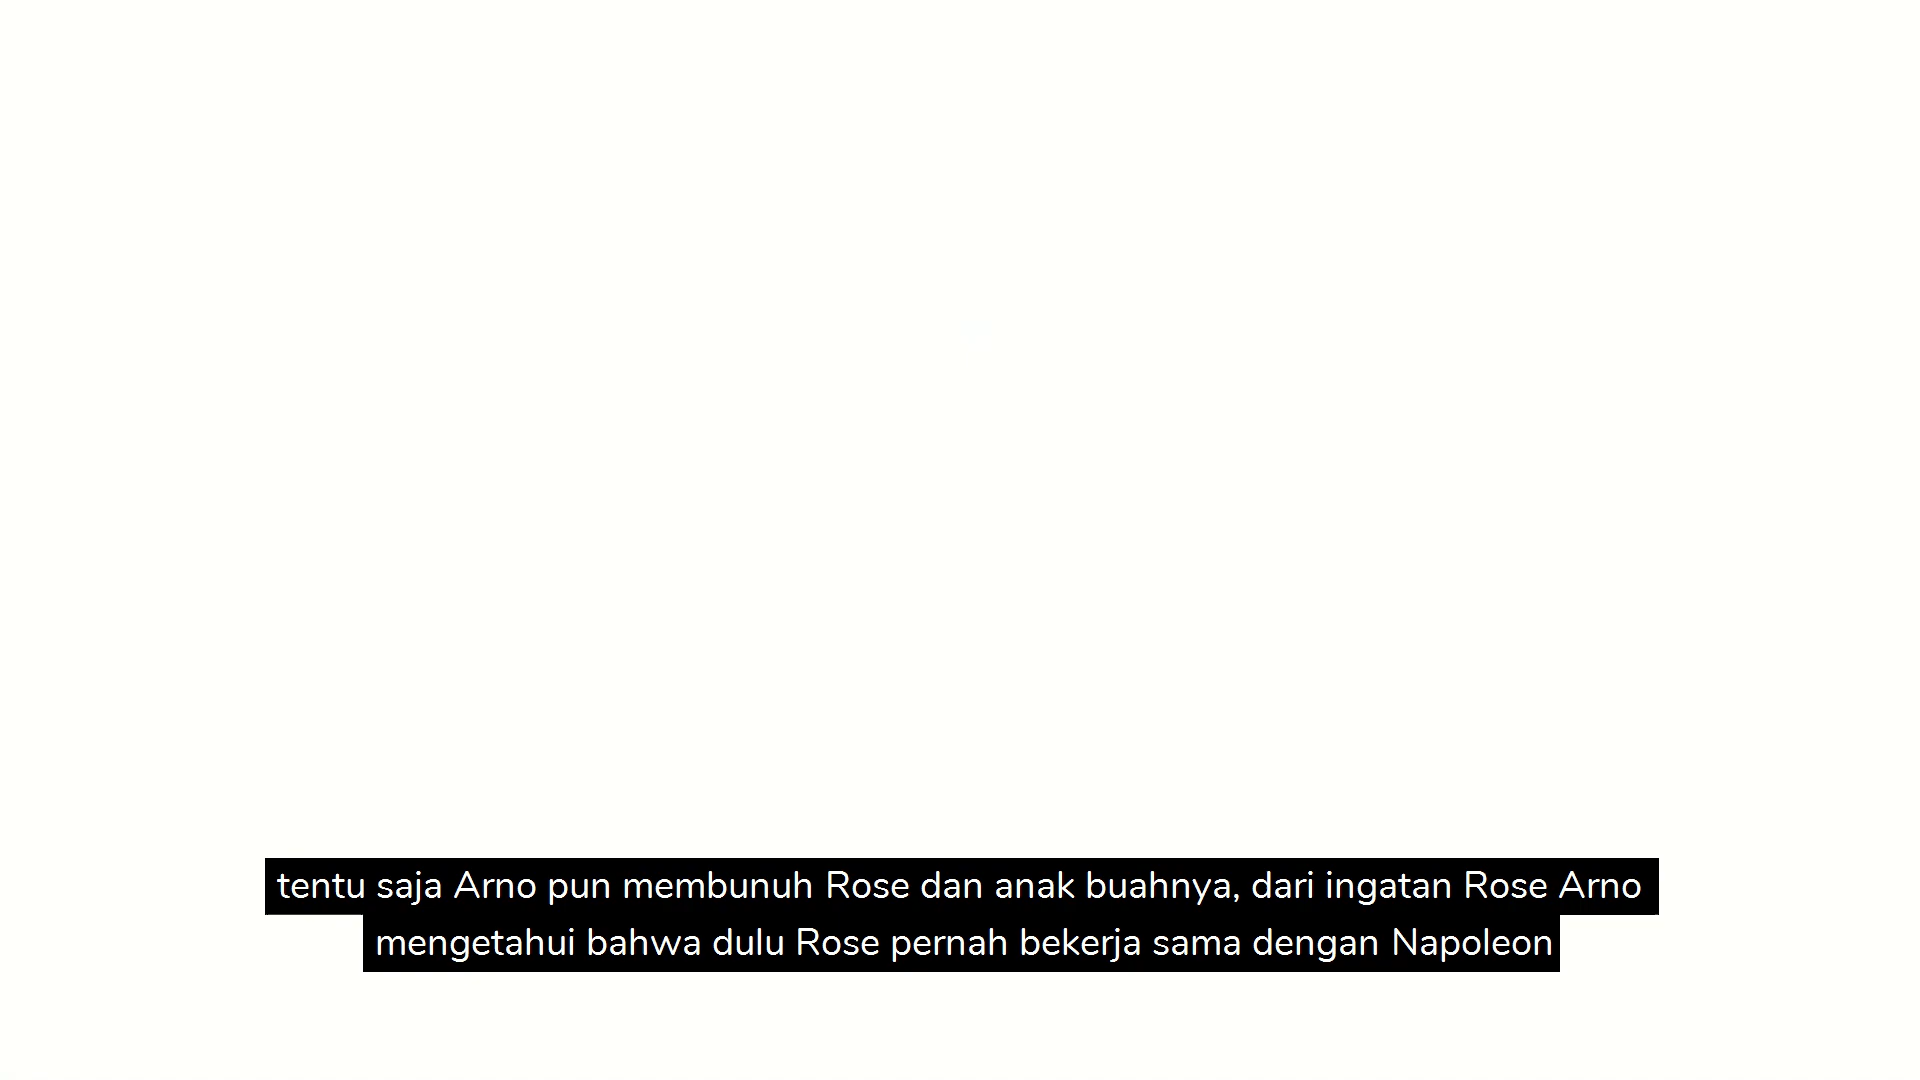 tentu saja Arno pun membunuh Rose dan anak buahnya, dari ingatan Rose Arno
mengetahui bahwa dulu Rose pernah bekerja sama dengan Napoleon